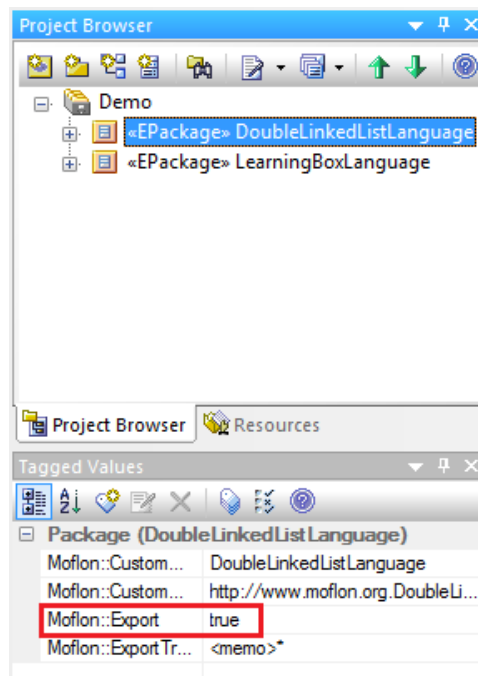 Project Browser
Demo
«EPackage» DoubleLinkedListLanguage
«EPackage» LearningBoxLanguage
Project Browser Resources
Tagged Values
Package (DoubleLinkedListLanguage)
Moflon::Custom... DoubleLinkedListLanguage
Moflon::Custom... http://www.moflon.org.DoubleLi...
Moflon::Export true
Moflon::ExportTr... <memo>*